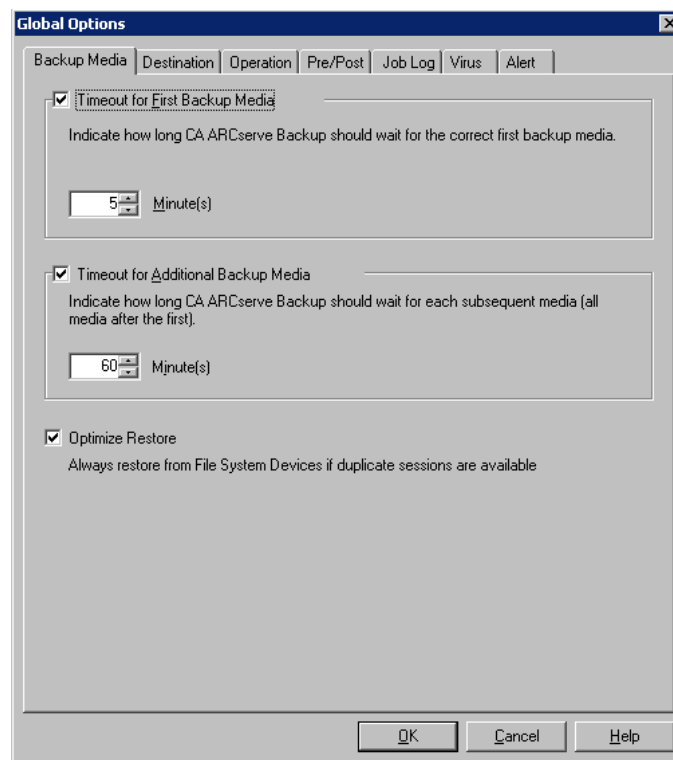 Global Options
Backup Media Destination Operation Pre/Post Job Log Virus Alert
Timeout for First Backup Media
Indicate how long CA ARCserve Backup should wait for the correct first backup media.
5 Minute(s)
Timeout for Additional Backup Media
Indicate how long CA ARCserve Backup should wait for each subsequent media (all
media after the first).
60 Minute(s)
Optimize Restore
Always restore from File System Devices if duplicate sessions are available
OK Cancel Help